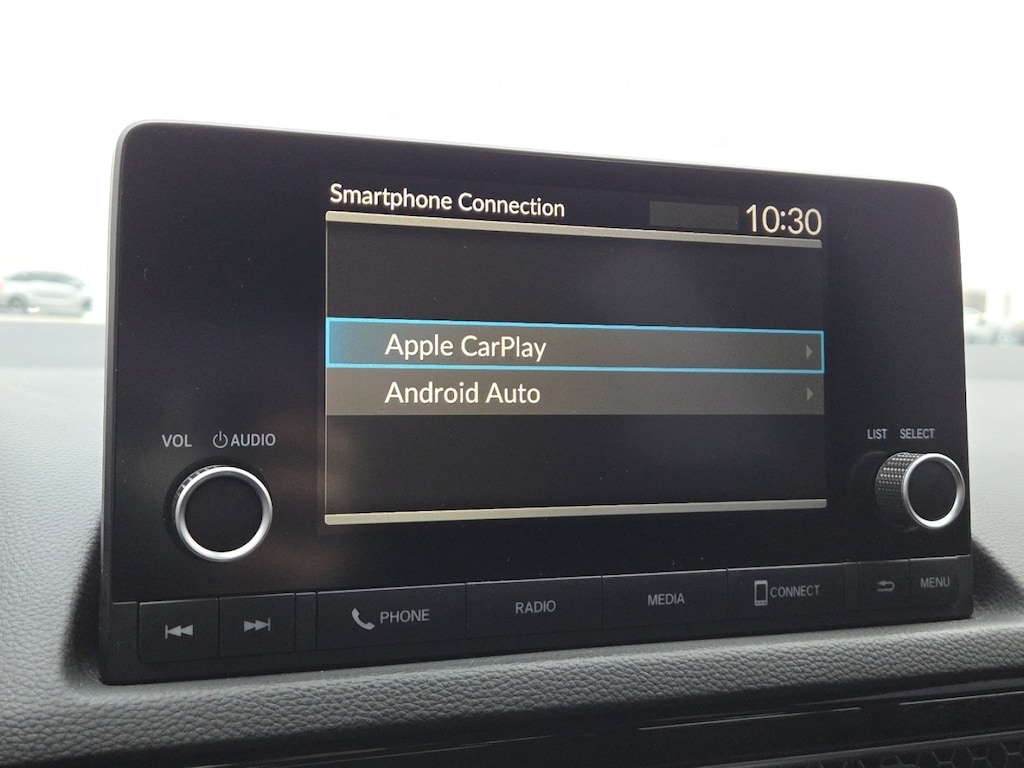 Smartphone Connection
10:30
Apple CarPlay
Android Auto
VOL AUDIO
LIST SELECT
PHONE
RADIO
MEDIA
CONNECT
MENU